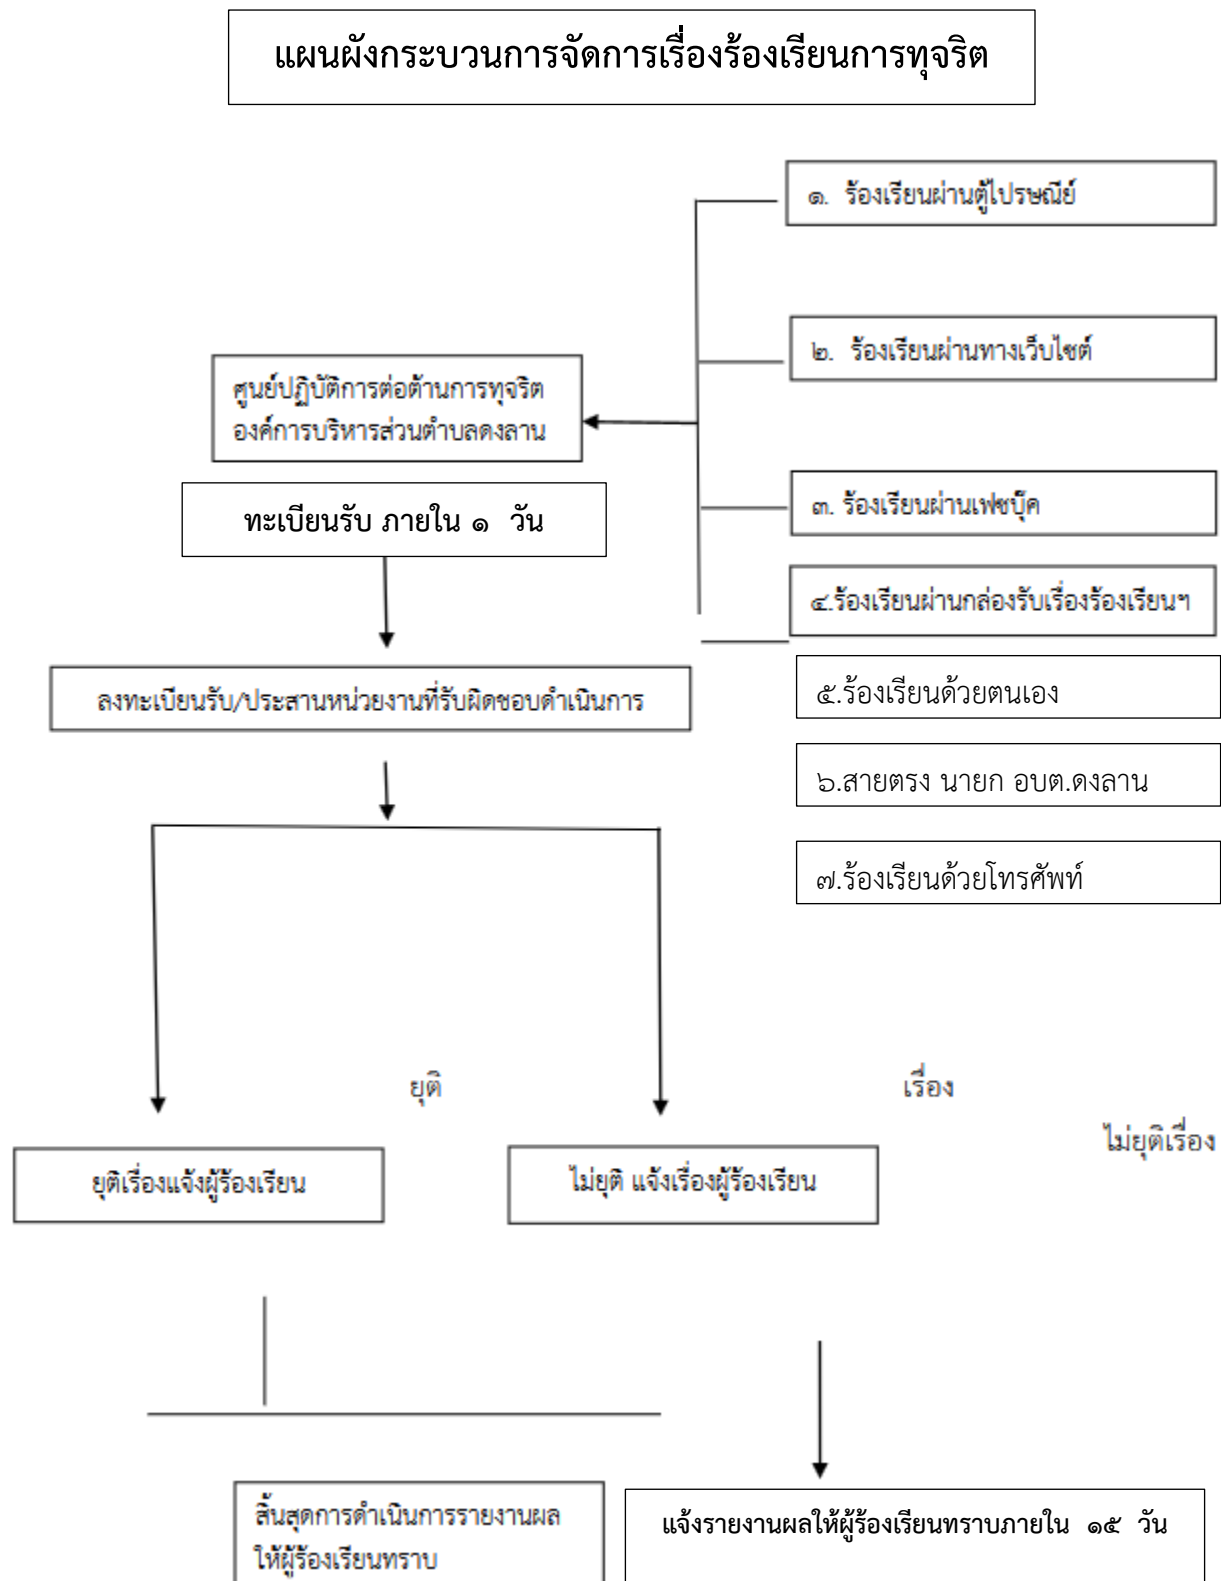 แผนผังกระบวนการจัดการเรื่องร้องเรียนการทุจริต
๑. ร้องเรียนผ่านตู้ไปรษณีย์
๒. ร้องเรียนผ่านทางเว็บไซต์
ศูนย์ปฏิบัติการต่อต้านการทุจริต
องค์การบริหารส่วนตำบลดงลาน
ทะเบียนรับ ภายใน ๑ วัน
๓. ร้องเรียนผ่านเฟซบุ๊ค
๔.ร้องเรียนผ่านกล่องรับเรื่องร้องเรียนฯ
ลงทะเบียนรับ/ประสานหน่วยงานที่รับผิดชอบดำเนินการ
๕.ร้องเรียนด้วยตนเอง
๖.สายตรง นายก อบต.ดงลาน
๗.ร้องเรียนด้วยโทรศัพท์
ยุติ เรื่อง
ไม่ยุติเรื่อง
ยุติเรื่องแจ้งผู้ร้องเรียน
ไม่ยุติ แจ้งเรื่องผู้ร้องเรียน
สิ้นสุดการดำเนินการรายงานผล
ให้ผู้ร้องเรียนทราบ
แจ้งรายงานผลให้ผู้ร้องเรียนทราบภายใน ๑๕ วัน